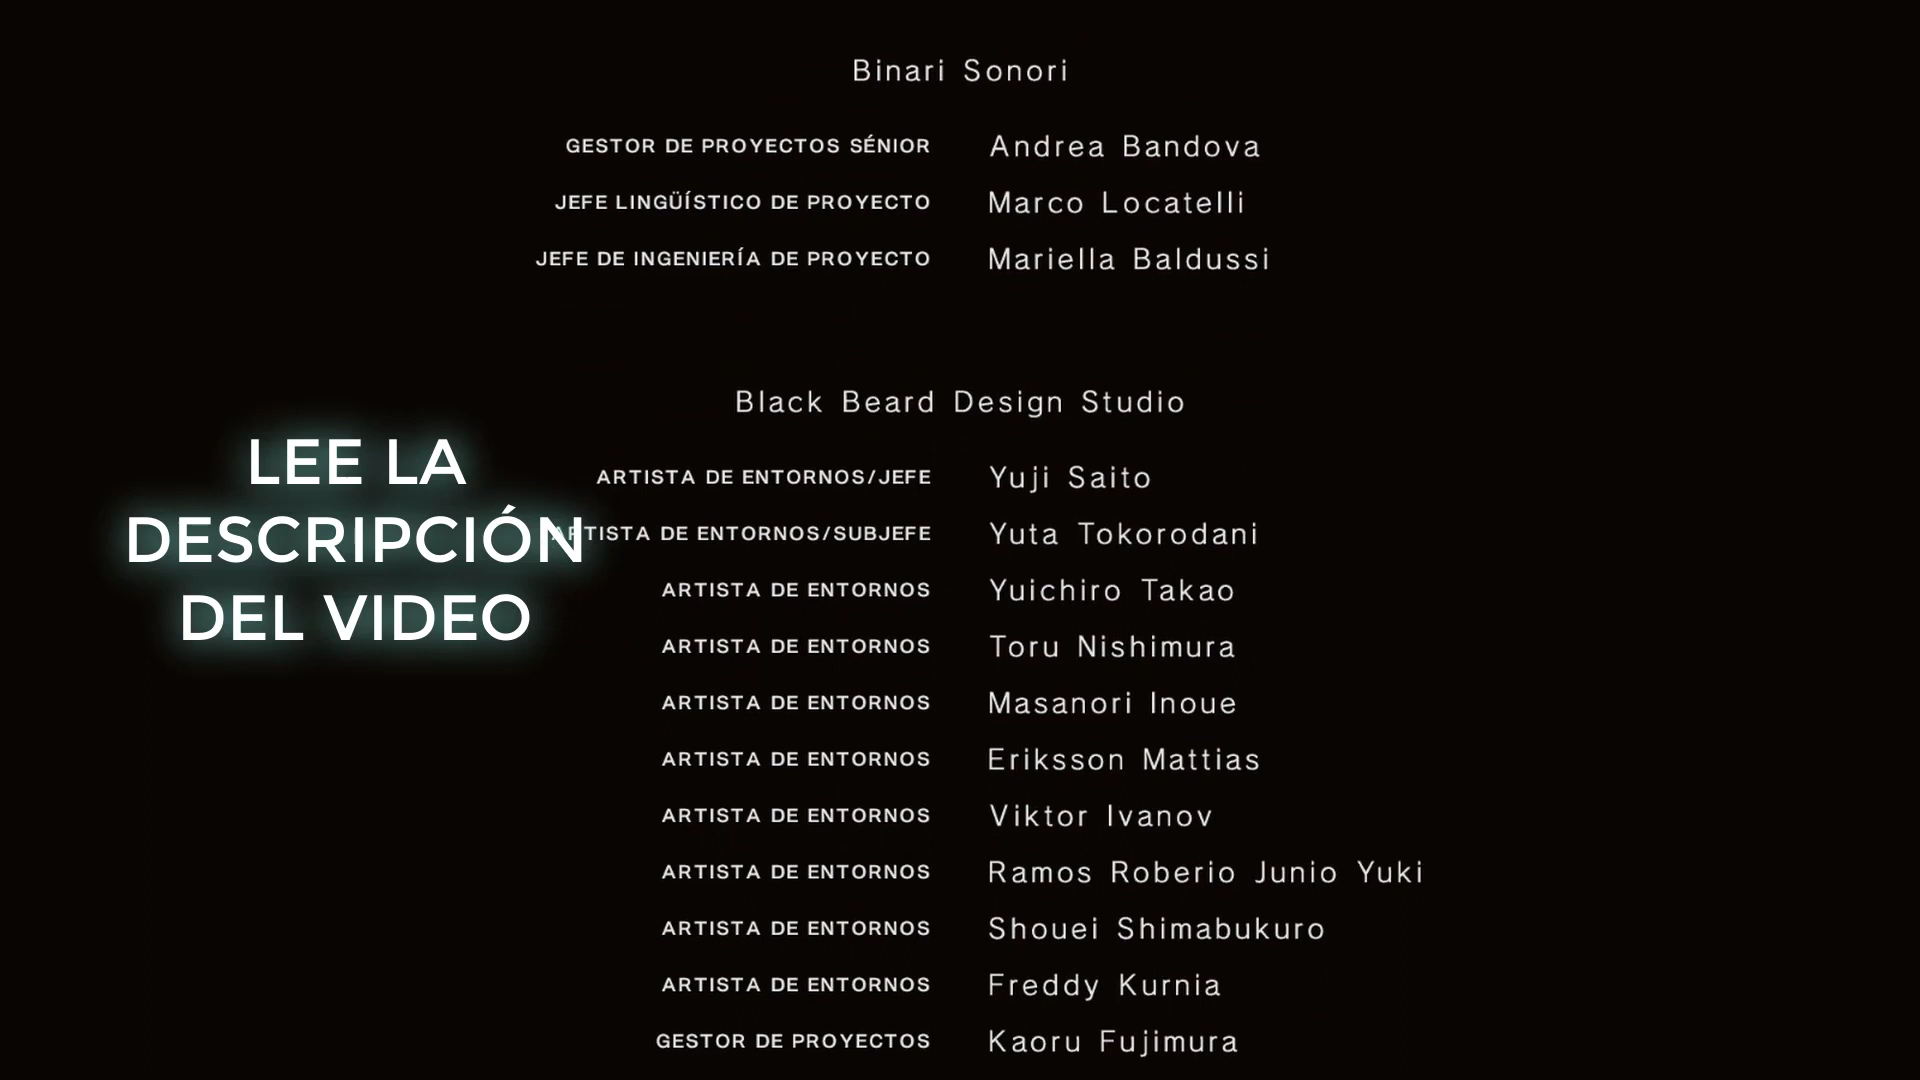 Binari Sonori
GESTOR DE PROYECTOS SÉNIOR Andrea Bandova
JEFE LINGÜÍSTICO DE PROYECTO Marco Locatelli
JEFE DE INGENIERÍA DE PROYECTO Mariella Baldussi
Black Beard Design Studio
LEE LA
DESCRIPCIÓN
DEL VIDEO
ARTISTA DE ENTORNOS/JEFE Yuji Saito
ARTISTA DE ENTORNOS/SUBJEFE Yuta Tokorodani
ARTISTA DE ENTORNOS Yuichiro Takao
ARTISTA DE ENTORNOS Toru Nishimura
ARTISTA DE ENTORNOS Masanori Inoue
ARTISTA DE ENTORNOS Eriksson Mattias
ARTISTA DE ENTORNOS Viktor Ivanov
ARTISTA DE ENTORNOS Ramos Roberio Junio Yuki
ARTISTA DE ENTORNOS Shouei Shimabukuro
ARTISTA DE ENTORNOS Freddy Kurnia
GESTOR DE PROYECTOS Kaoru Fujimura